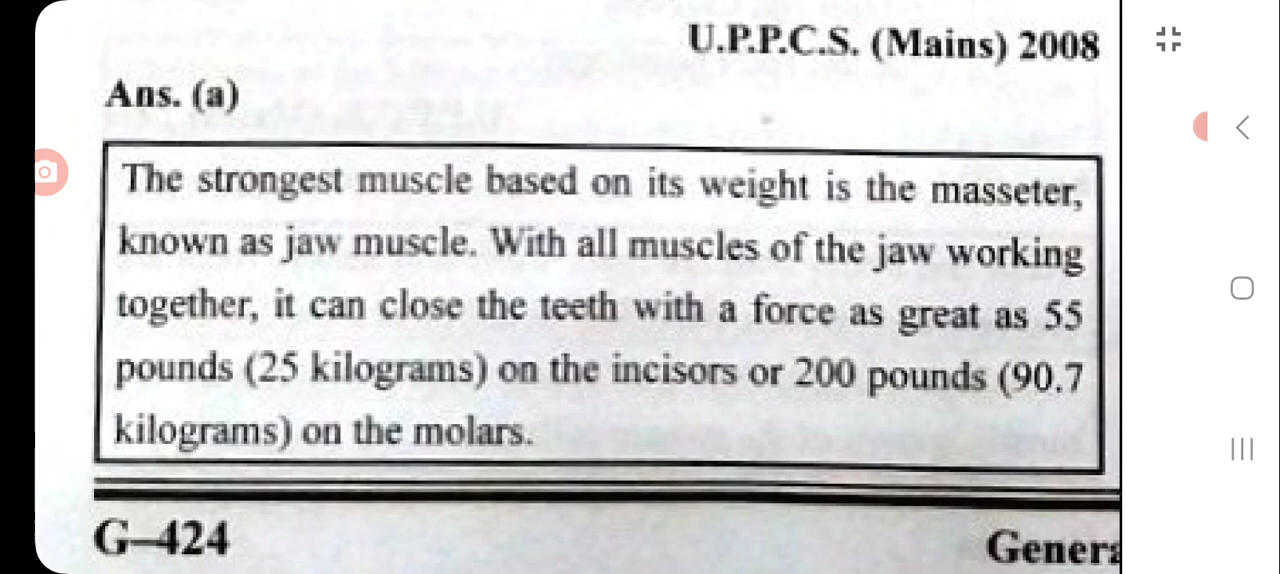 U.P.P.C.S. (Mains) 2008
Ans. (a)
The strongest muscle based on its weight is the masseter,
known as jaw muscle. With all muscles of the jaw working
together, it can close the teeth with a force as great as 55
pounds (25 kilograms) on the incisors or 200 pounds (90.7
kilograms) on the molars.
G–424
Genera